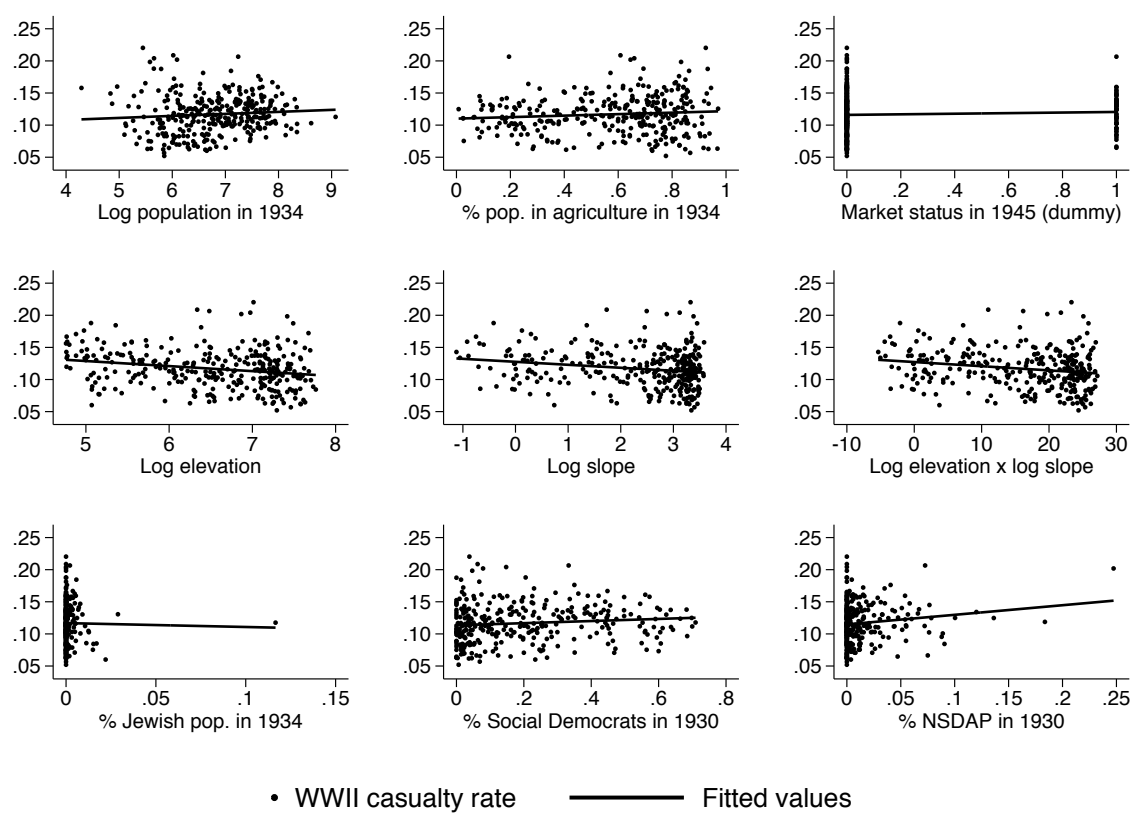 .25 .25 .25
.20 .20 .20
.15 .15 .15
.10 .10 .10
.05 .05 .05
4 5 6 7 8 9 0 .2 .4 .6 .8 1 0 .2 .4 .6 .8 1
Log population in 1934 % pop. in agriculture in 1934 Market status in 1945 (dummy)
.25 .25 .25
.20 .20 .20
.15 .15 .15
.10 .10 .10
.05 .05 .05
5 6 7 8 -1 0 1 2 3 4 -10 0 10 20 30
Log elevation Log slope Log elevation x log slope
.25 .25 .25
.20 .20 .20
.15 .15 .15
.10 .10 .10
.05 .05 .05
0 .05 .1 .15 0 .2 .4 .6 .8 0 .05 .1 .15 .2 .25
% Jewish pop. in 1934 % Social Democrats in 1930 % NSDAP in 1930
WWII casualty rate Fitted values